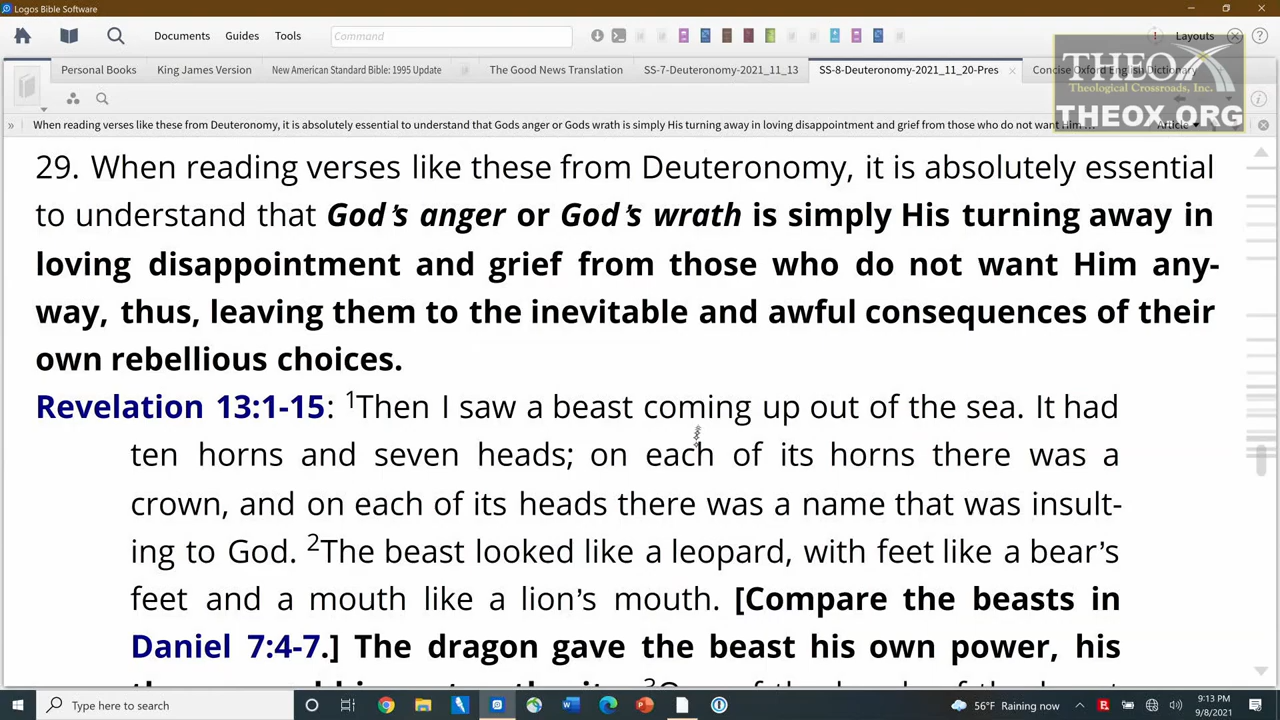 Logos Bible Software
Documents Guides Tools Command Layouts
Personal Books King James Version New American Standard 1995 Update The Good News Translation SS-7-Deuteronomy-2021_11_13 SS-8-Deuteronomy-2021_11_20-Pres Concise Oxford English Dictionary
THEOX
Theological Crossroads, Inc.
THEOX.ORG
When reading verses like these from Deuteronomy, it is absolutely essential to understand that Gods anger or Gods wrath is simply His turning away in loving disappointment and grief from those who do not want Him ... Article
29. When reading verses like these from Deuteronomy, it is absolutely essential
to understand that God's anger or God's wrath is simply His turning away in
loving disappointment and grief from those who do not want Him any-
way, thus, leaving them to the inevitable and awful consequences of their
own rebellious choices.
Revelation 13:1-15: 1Then I saw a beast coming up out of the sea. It had
ten horns and seven heads; on each of its horns there was a
crown, and on each of its heads there was a name that was insult-
ing to God. 2The beast looked like a leopard, with feet like a bear's
feet and a mouth like a lion's mouth. [Compare the beasts in
Daniel 7:4-7.] The dragon gave the beast his own power, his
Type here to search
56°F Raining now
9:13 PM
9/8/2021